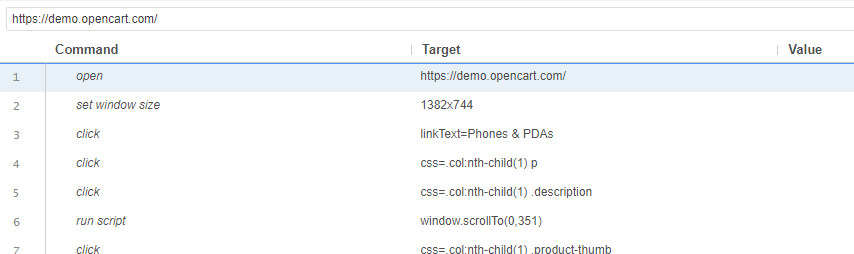 https://demo.opencart.com/
Command Target Value
1 open https://demo.opencart.com/
2 set window size 1382x744
3 click linkText=Phones & PDAs
4 click css=.col:nth-child(1) p
5 click css=.col:nth-child(1) .description
6 run script window.scrollTo(0,351)
7 click css=.col:nth-child(1) .product-thumb